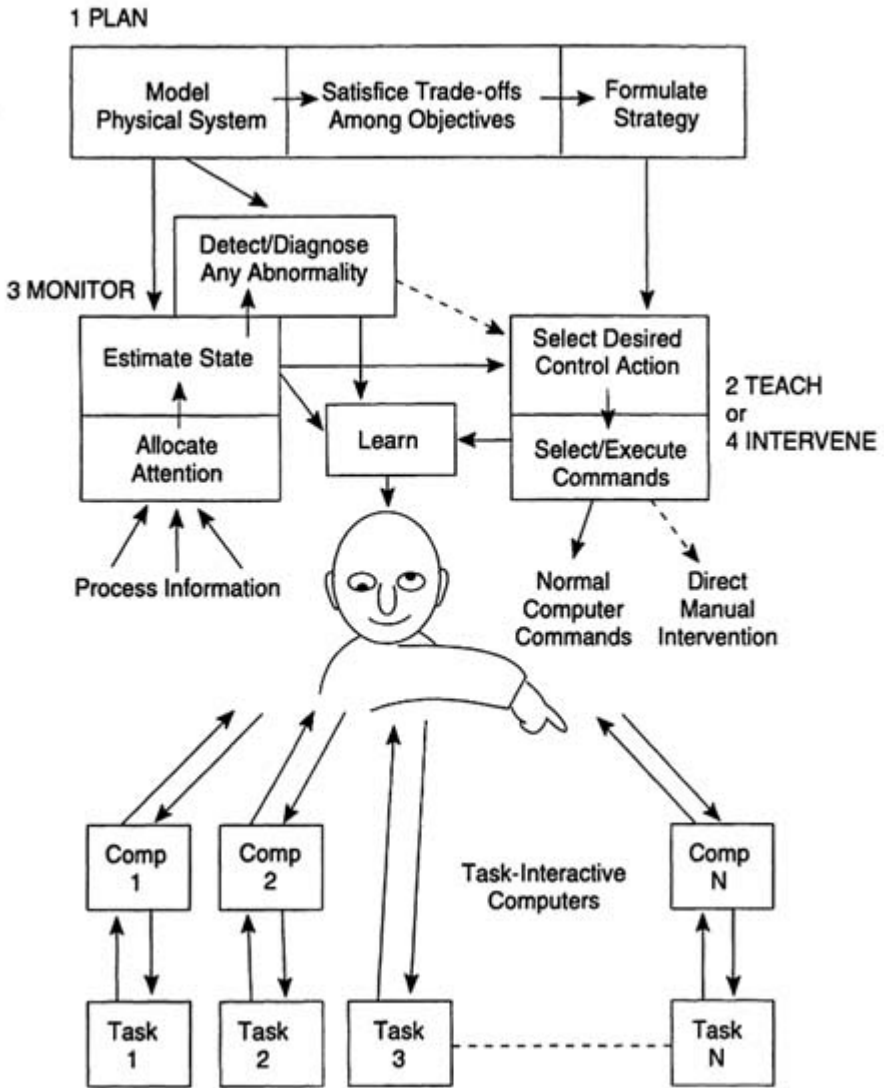 1 PLAN
Model
Physical System
Satisfice Trade-offs
Among Objectives
Formulate
Strategy
Detect/Diagnose
Any Abnormality
3 MONITOR
Estimate State
Allocate
Attention
Process Information
Learn
Select Desired
Control Action
Select/Execute
Commands
2 TEACH
or
4 INTERVENE
Normal
Computer
Commands
Direct
Manual
Intervention
Comp
1
Comp
2
Task-Interactive
Computers
Comp
N
Task
1
Task
2
Task
3
Task
N